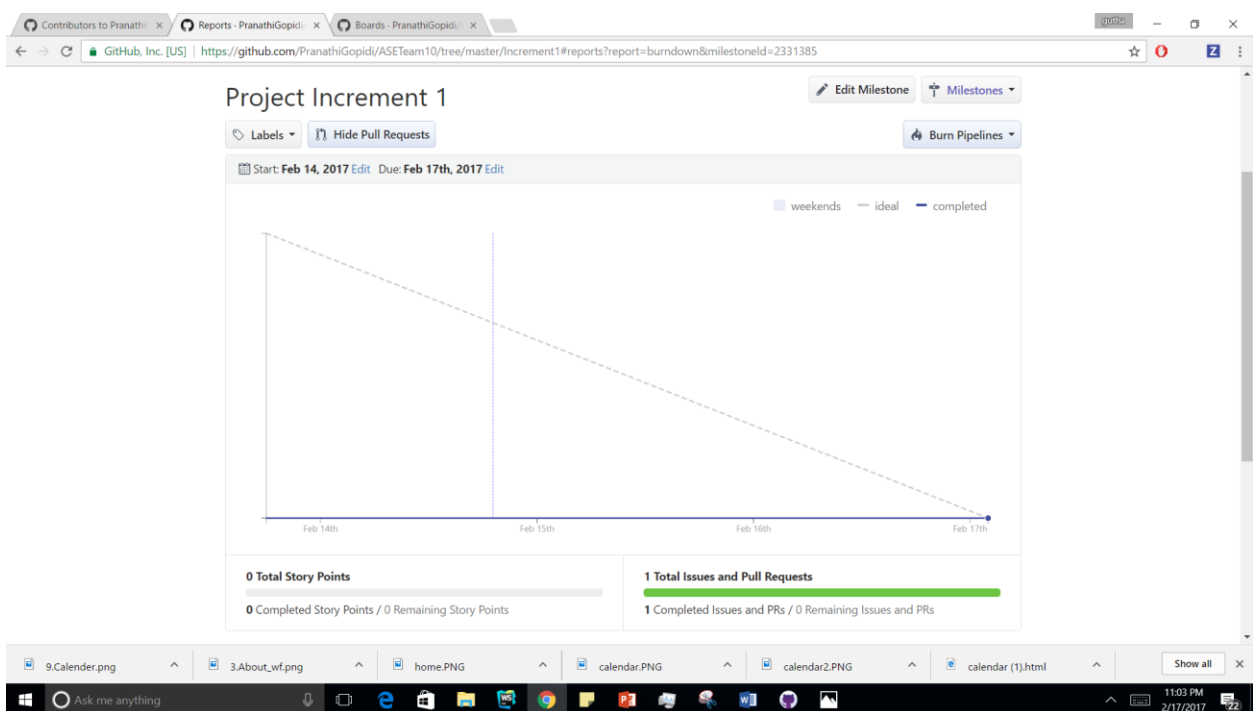 Contributors to Pranathi
Reports · PranathiGopidi
Boards · PranathiGopidi
gutha
GitHub, Inc. [US] | https://github.com/PranathiGopidi/ASETeam10/tree/master/Increment1#reports?report=burndown&milestoneId=2331385
Project Increment 1
Edit Milestone
Milestones
Labels
Hide Pull Requests
Burn Pipelines
Start: Feb 14, 2017 Edit Due: Feb 17th, 2017 Edit
weekends
ideal
completed
Feb 14th
Feb 15th
Feb 16th
Feb 17th
0 Total Story Points
0 Completed Story Points / 0 Remaining Story Points
1 Total Issues and Pull Requests
1 Completed Issues and PRs / 0 Remaining Issues and PRs
9.Calender.png
3.About_wf.png
home.PNG
calendar.PNG
calendar2.PNG
calendar (1).html
Show all
Ask me anything
11:03 PM
2/17/2017
22